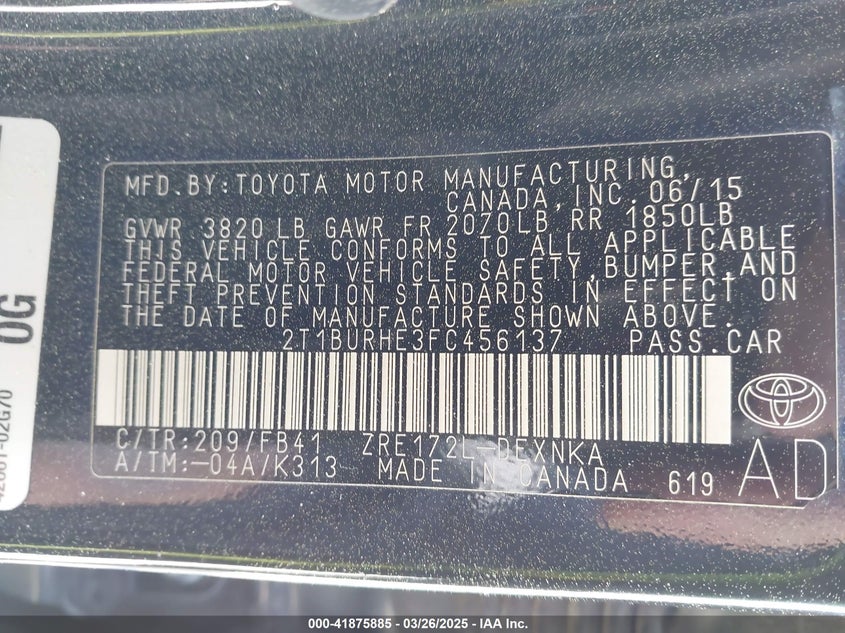 MFD.BY:TOYOTA MOTOR MANUFACTURING,
CANADA,INC. 06/15
GVWR 3820 LB GAWR FR 2070LB RR 1850LB
THIS VEHICLE CONFORMS TO ALL APPLICABLE
FEDERAL MOTOR VEHICLE SAFETY,BUMPER,AND
THEFT PREVENTION STANDARDS IN EFFECT ON
THE DATE OF MANUFACTURE SHOWN ABOVE.
2T1BURHE3FC456137 PASS.CAR
C/TR:209/FB41 ZRE172L-DEXNKA
A/TM:-04A/K313 MADE IN CANADA 619
AD
0G
42661-02G70
000-41875885 / 03/26/2025 - IAA Inc.